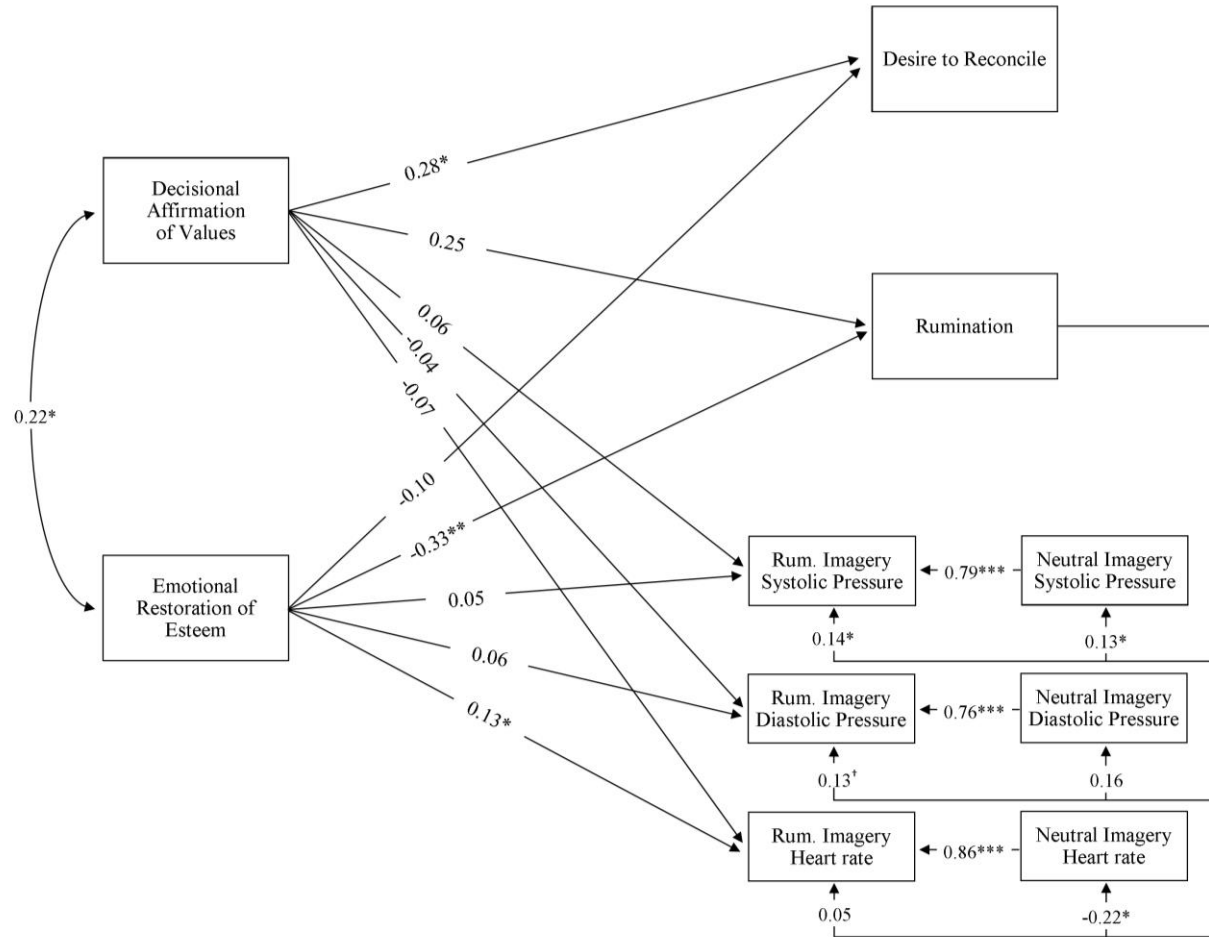 Desire to Reconcile
0.28*
Decisional
Affirmation
of Values
0.25
0.06
Rumination
-0.04
-0.07
0.22*
-0.10
-0.33**
Emotional
Restoration of
Esteem
Rum. Imagery
Systolic Pressure
0.79***
Neutral Imagery
Systolic Pressure
0.05
0.14*
0.13*
0.06
Rum. Imagery
Diastolic Pressure
0.76***
Neutral Imagery
Diastolic Pressure
0.13*
0.13†
0.16
Rum. Imagery
Heart rate
0.86***
Neutral Imagery
Heart rate
0.05
-0.22*